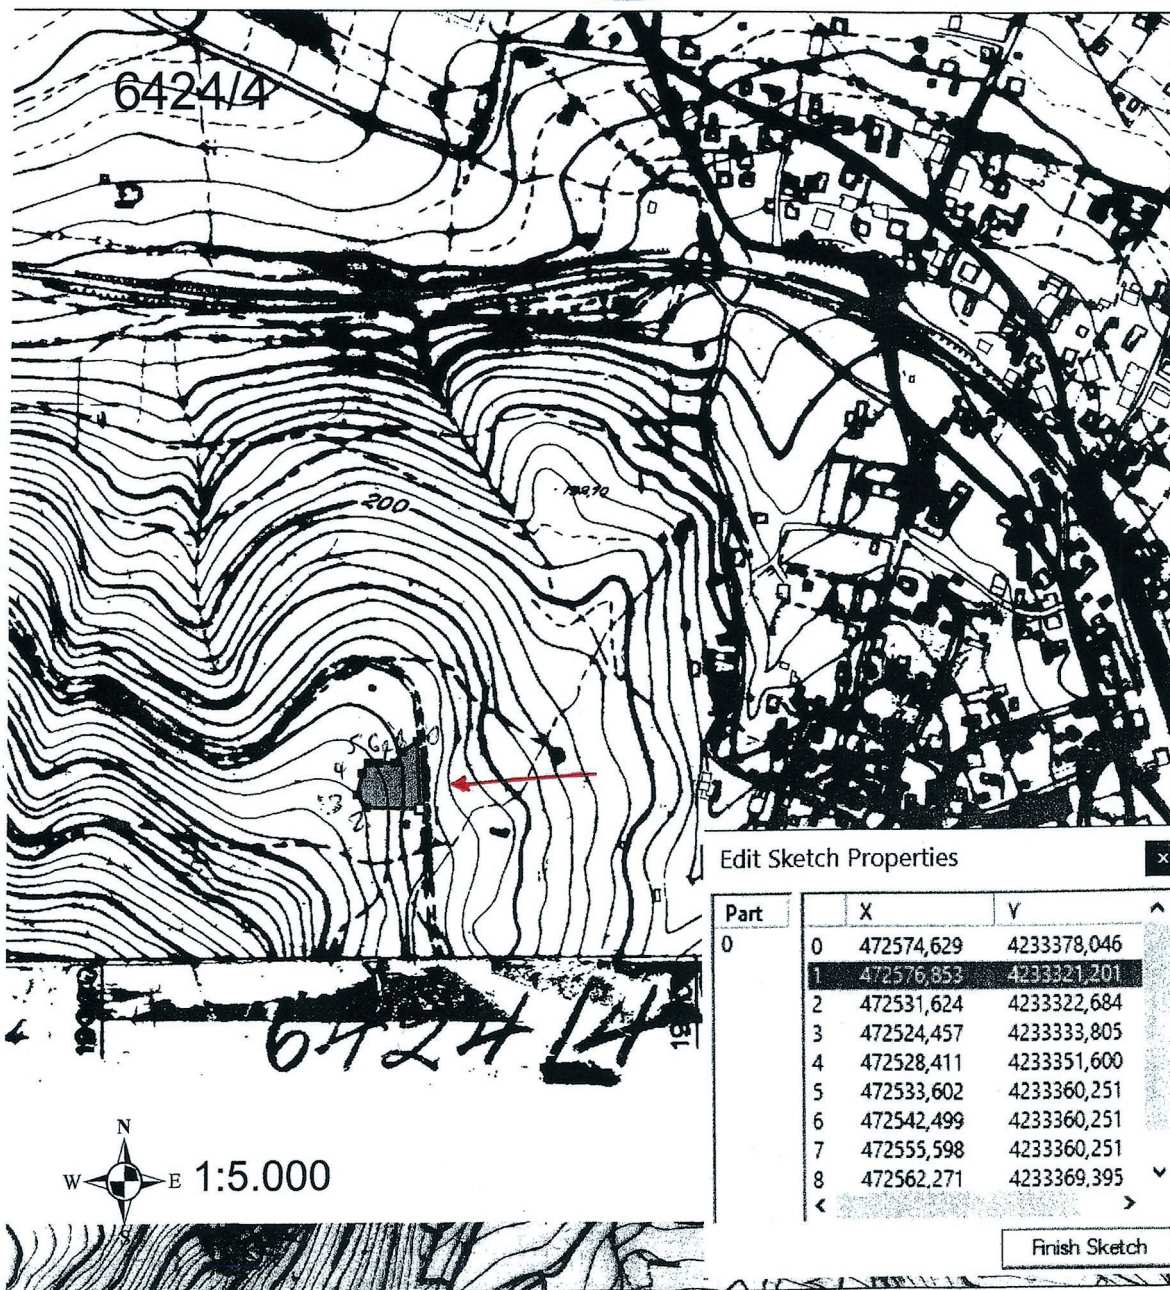 6424/4
200
Edit Sketch Properties
x
Part X Y
0 0 472574,629 4233378,046
1 472576,853 4233321,201
2 472531,624 4233322,684
3 472524,457 4233333,805
4 472528,411 4233351,600
5 472533,602 4233360,251
6 472542,499 4233360,251
7 472555,598 4233360,251
8 472562,271 4233369,395
6424/4
N
W E 1:5.000
S
Finish Sketch